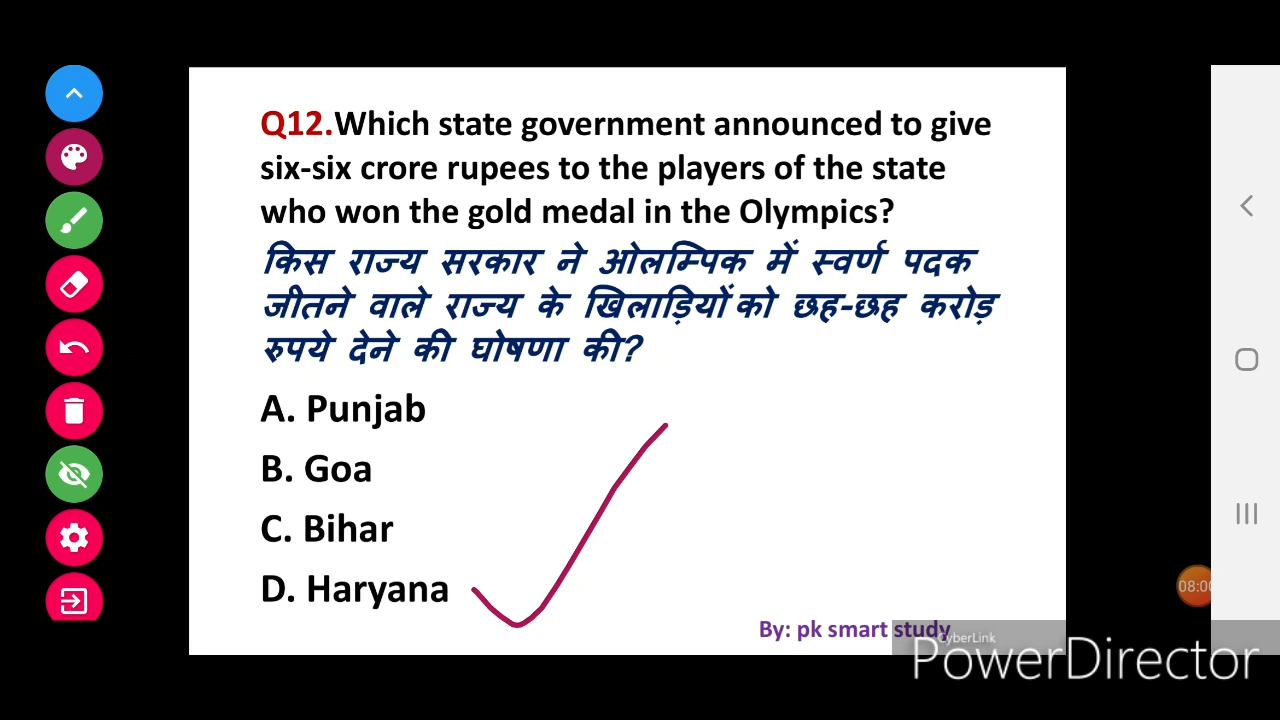 Q12.Which state government announced to give
six-six crore rupees to the players of the state
who won the gold medal in the Olympics?
किस राज्य सरकार ने ओलम्पिक में स्वर्ण पदक
जीतने वाले राज्य के खिलाड़ियों को छह-छह करोड़
रुपये देने की घोषणा की?
A. Punjab
B. Goa
C. Bihar
D. Haryana
08:00
By: pk smart study
CyberLink
PowerDirector